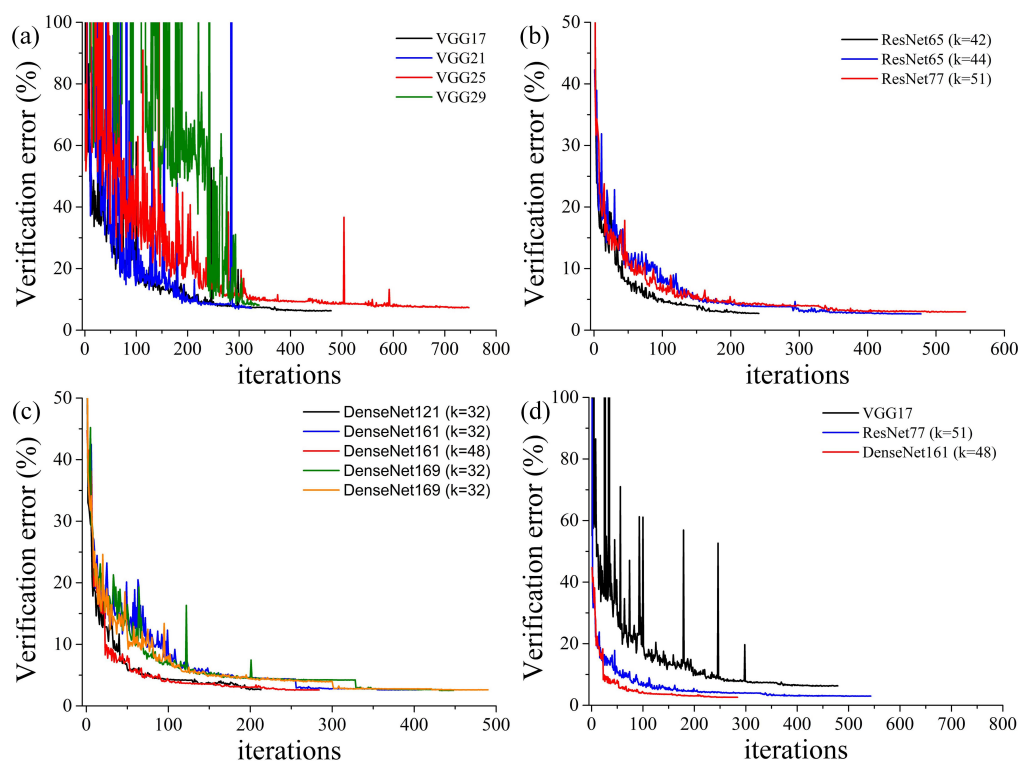 (a)
Verification error (%)
100
80
60
40
20
0
VGG17
VGG21
VGG25
VGG29
0 100 200 300 400 500 600 700 800
iterations
(b)
Verification error (%)
50
40
30
20
10
0
ResNet65 (k=42)
ResNet65 (k=44)
ResNet77 (k=51)
0 100 200 300 400 500 600
iterations
(c)
Verification error (%)
50
40
30
20
10
0
DenseNet121 (k=32)
DenseNet161 (k=32)
DenseNet161 (k=48)
DenseNet169 (k=32)
DenseNet169 (k=32)
0 100 200 300 400 500
iterations
(d)
Verification error (%)
100
80
60
40
20
0
VGG17
ResNet77 (k=51)
DenseNet161 (k=48)
0 100 200 300 400 500 600 700 800
iterations